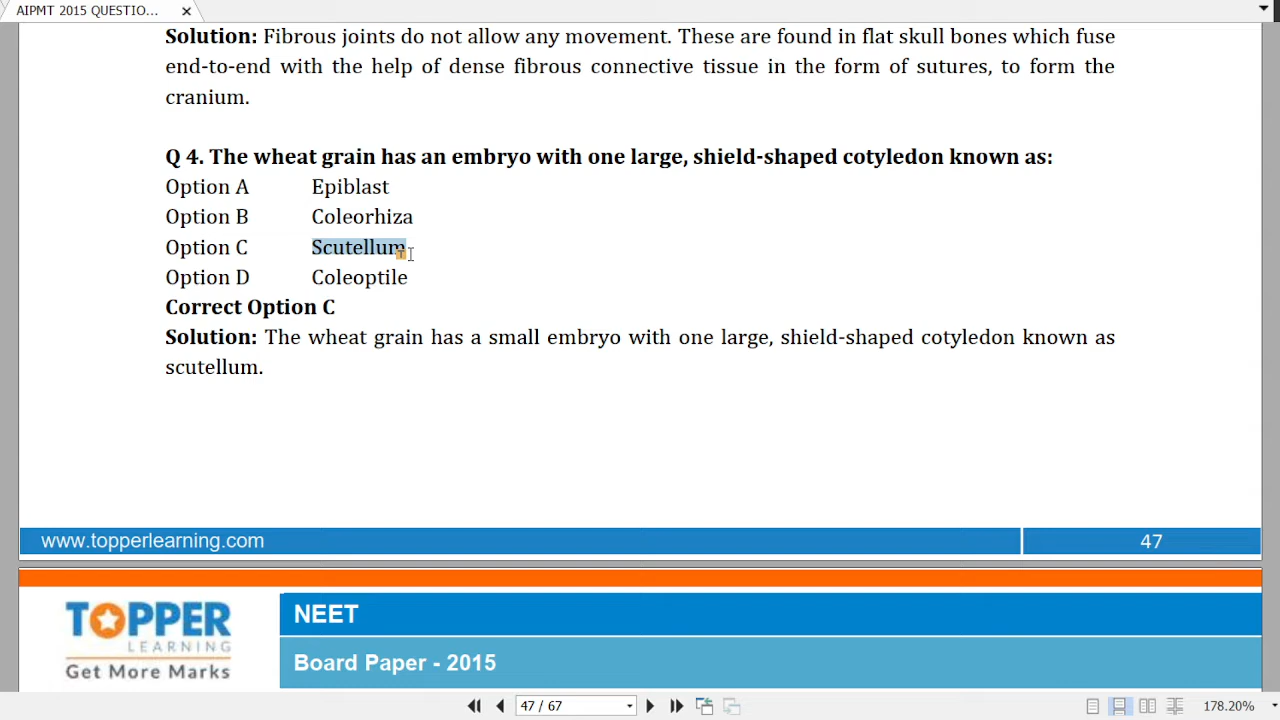 AIPMT 2015 QUESTIO...
Solution: Fibrous joints do not allow any movement. These are found in flat skull bones which fuse
end-to-end with the help of dense fibrous connective tissue in the form of sutures, to form the
cranium.
Q 4. The wheat grain has an embryo with one large, shield-shaped cotyledon known as:
Option A Epiblast
Option B Coleorhiza
Option C Scutellum
Option D Coleoptile
Correct Option C
Solution: The wheat grain has a small embryo with one large, shield-shaped cotyledon known as
scutellum.
www.topperlearning.com 47
TOPPER
LEARNING
Get More Marks
NEET
Board Paper - 2015
47 / 67
178.20%